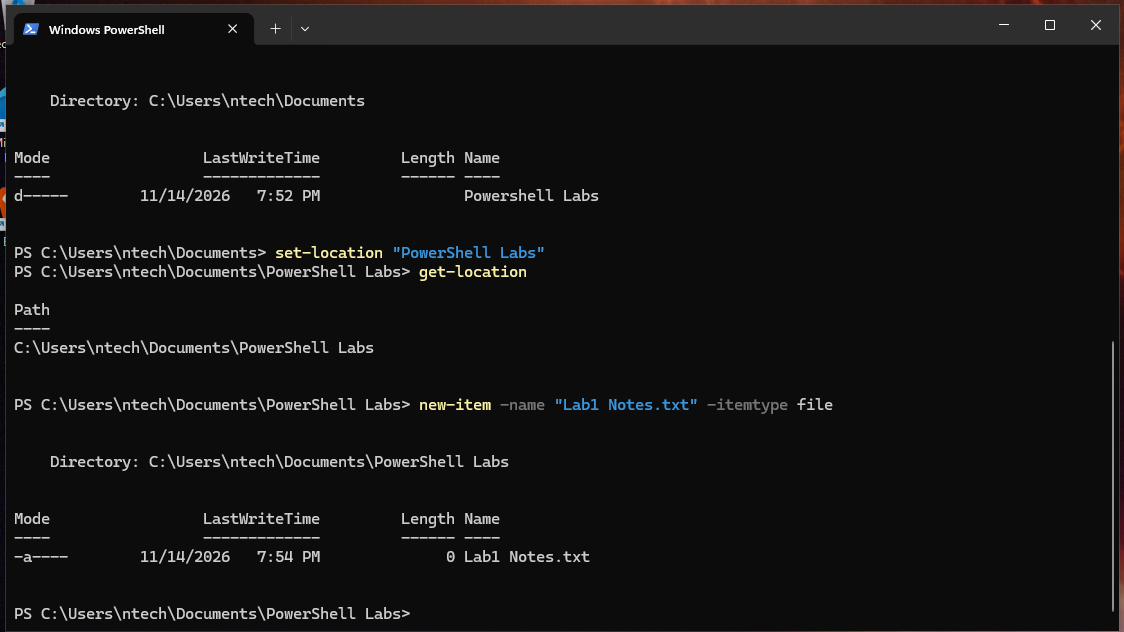 Windows PowerShell
Directory: C:\Users\ntech\Documents
Mode LastWriteTime Length Name
---- ------------- ------ ----
d----- 11/14/2026 7:52 PM Powershell Labs
PS C:\Users\ntech\Documents> set-location "PowerShell Labs"
PS C:\Users\ntech\Documents\PowerShell Labs> get-location
Path
----
C:\Users\ntech\Documents\PowerShell Labs
PS C:\Users\ntech\Documents\PowerShell Labs> new-item -name "Lab1 Notes.txt" -itemtype file
Directory: C:\Users\ntech\Documents\PowerShell Labs
Mode LastWriteTime Length Name
---- ------------- ------ ----
-a---- 11/14/2026 7:54 PM 0 Lab1 Notes.txt
PS C:\Users\ntech\Documents\PowerShell Labs>